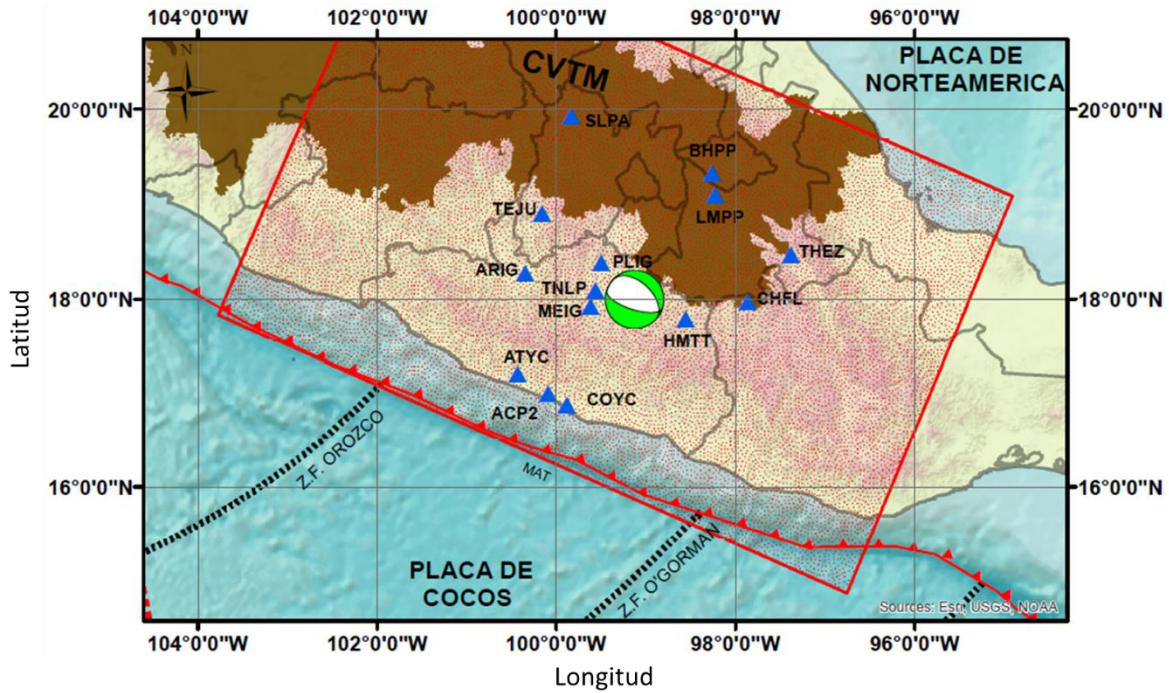 104°0'0"W 102°0'0"W 100°0'0"W 98°0'0"W 96°0'0"W
N
CVTM
PLACA DE
NORTEAMERICA
20°0'0"N 20°0'0"N
SLPA
BHPP
LMPP
TEJU
THEZ
PLIG
ARIG
TNLP
CHFL
18°0'0"N 18°0'0"N
MEIG
HMTT
ATYC
COYC
ACP2
Z.F. OROZCO
MAT
16°0'0"N 16°0'0"N
Z.F. O'GORMAN
PLACA DE
COCOS
Sources: Esri, USGS, NOAA
104°0'0"W 102°0'0"W 100°0'0"W 98°0'0"W 96°0'0"W
Latitud
Longitud